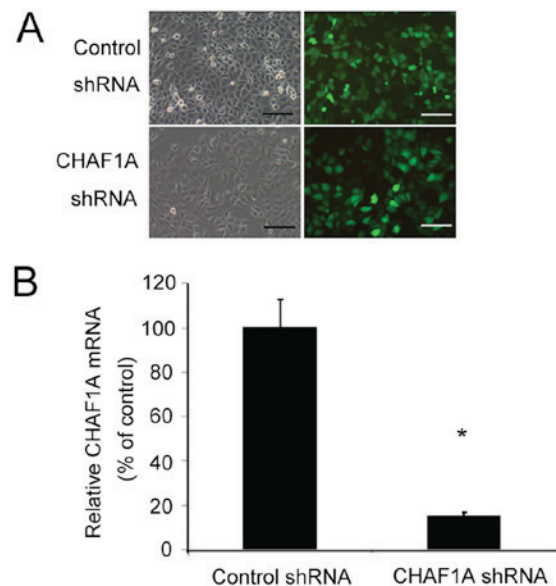 A
Control
shRNA
CHAF1A
shRNA
B
Relative CHAF1A mRNA
(% of control)
120
100
80
60
40
20
0
*
Control shRNA
CHAF1A shRNA